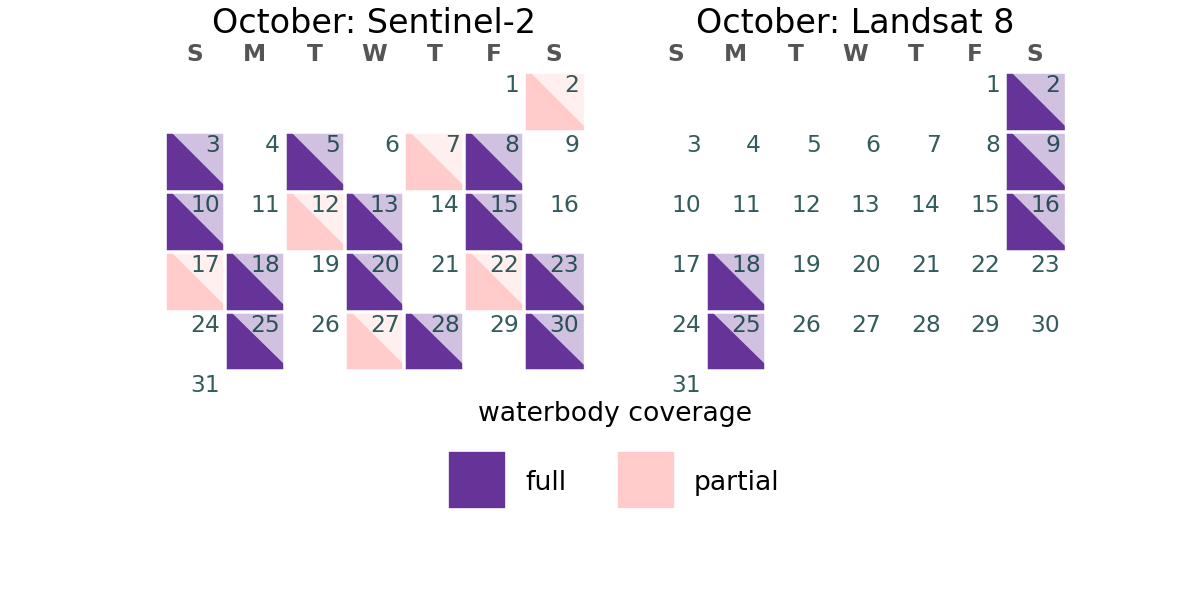 October: Sentinel-2
S M T W T F S
1 2
3 4 5 6 7 8 9
10 11 12 13 14 15 16
17 18 19 20 21 22 23
24 25 26 27 28 29 30
31
October: Landsat 8
S M T W T F S
1 2
3 4 5 6 7 8 9
10 11 12 13 14 15 16
17 18 19 20 21 22 23
24 25 26 27 28 29 30
31
waterbody coverage
full partial